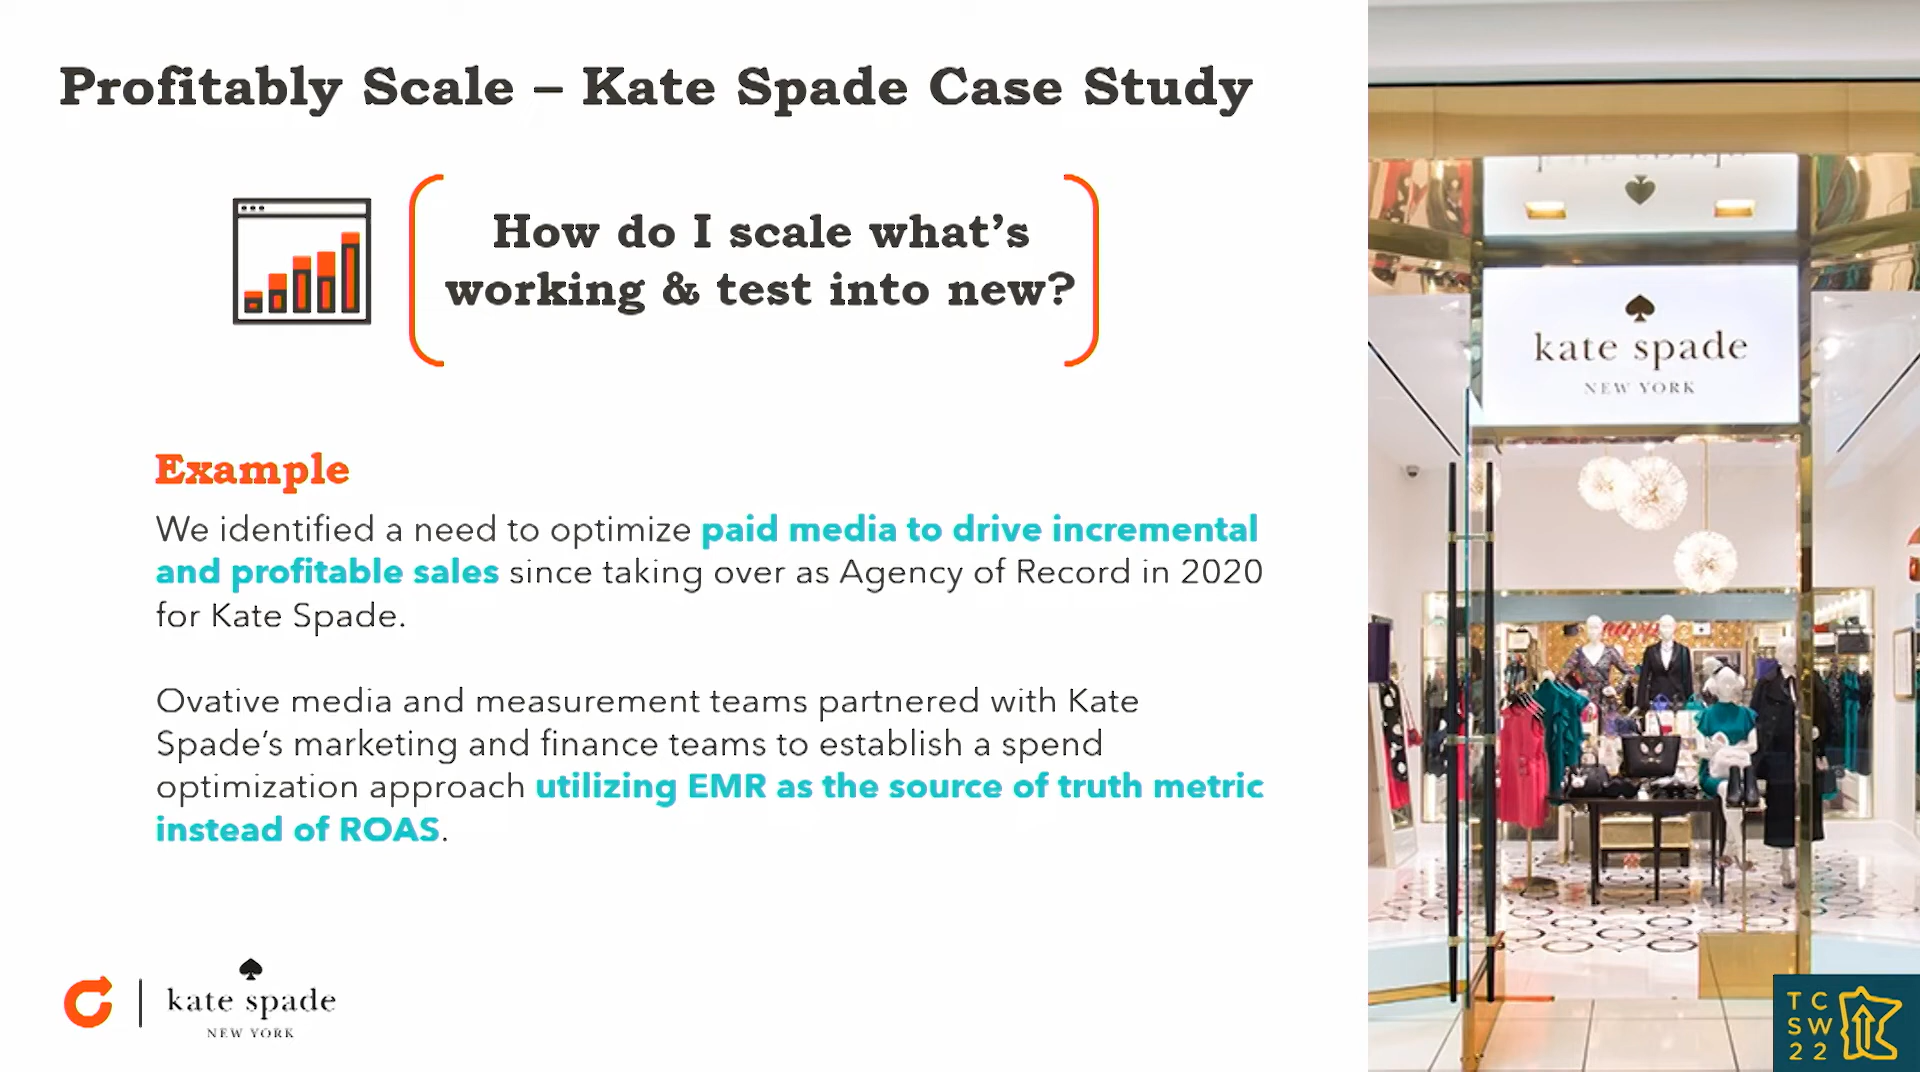 Profitably Scale – Kate Spade Case Study
How do I scale what’s
working & test into new?
Example
We identified a need to optimize paid media to drive incremental
and profitable sales since taking over as Agency of Record in 2020
for Kate Spade.
Ovative media and measurement teams partnered with Kate
Spade’s marketing and finance teams to establish a spend
optimization approach utilizing EMR as the source of truth metric
instead of ROAS.
kate spade
NEW YORK
kate spade
NEW YORK
TC
SW
22